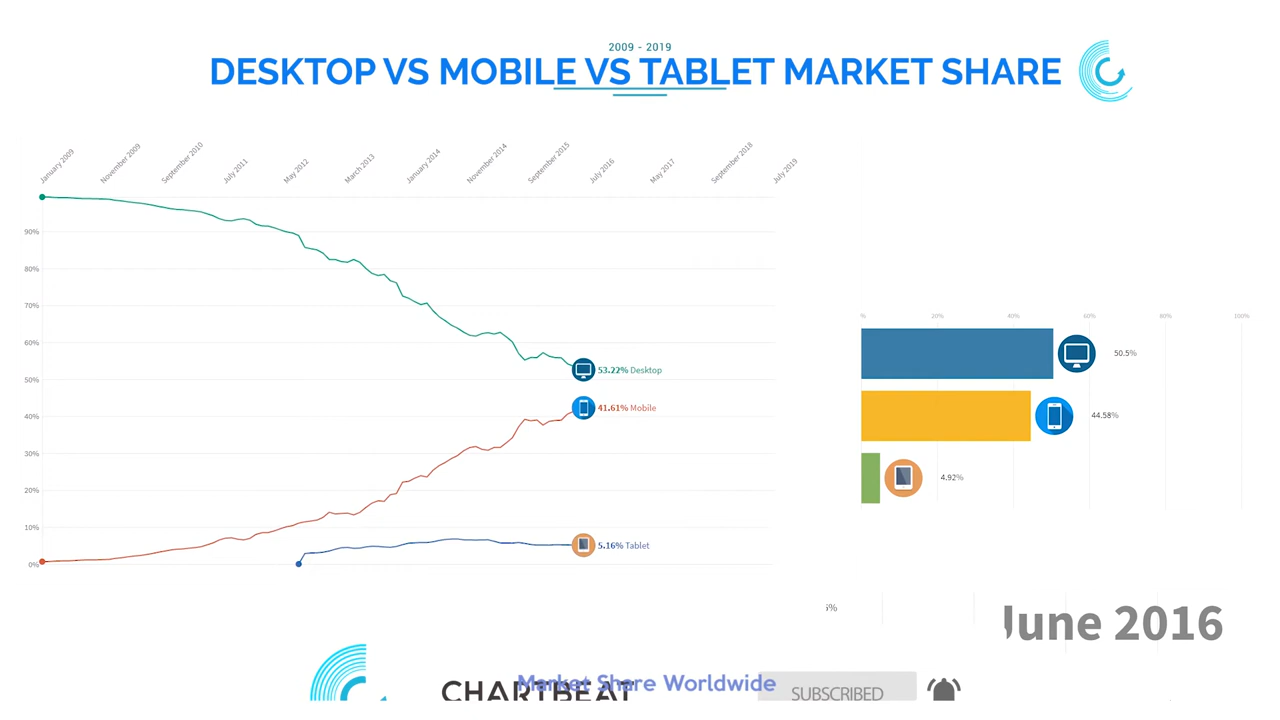 2009 - 2019
DESKTOP VS MOBILE VS TABLET MARKET SHARE
January 2009
November 2009
September 2010
July 2011
May 2012
March 2013
January 2014
November 2014
September 2015
July 2016
May 2017
September 2018
July 2019
90%
80%
70%
60%
50%
40%
30%
20%
10%
0%
53.22% Desktop
41.61% Mobile
5.16% Tablet
% 20% 40% 60% 80% 100%
50.5%
44.58%
4.92%
%
June 2016
CHARTBEAT
Market Share Worldwide
SUBSCRIBED